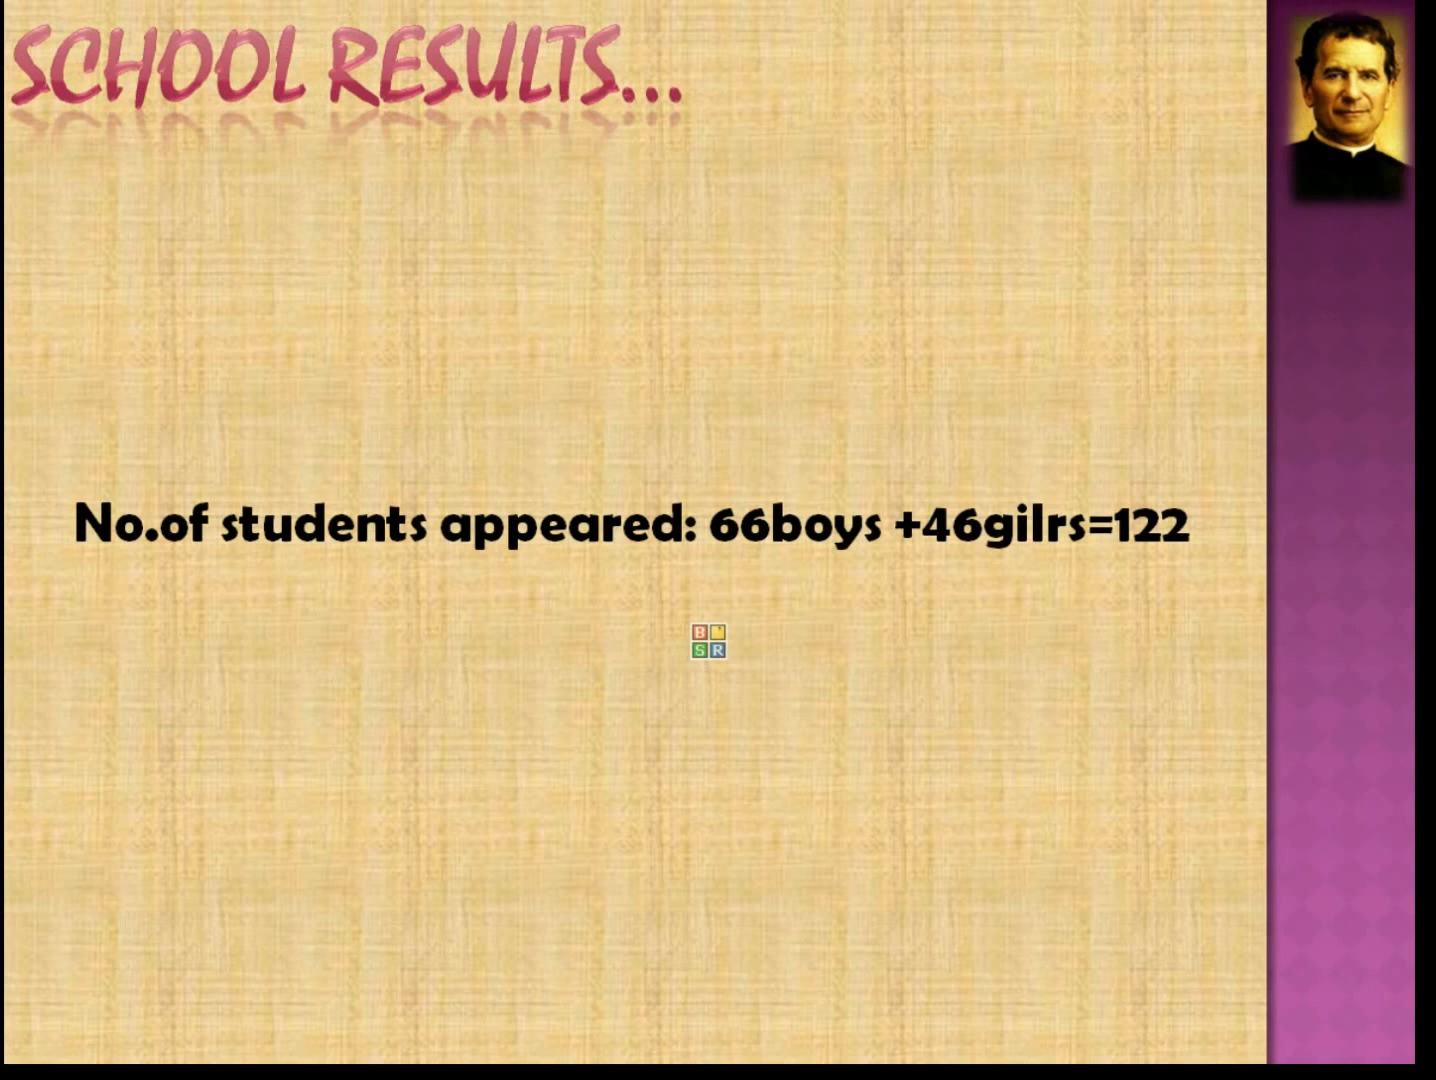 SCHOOL RESULTS...
No.of students appeared: 66boys +46gilrs=122
B
S R